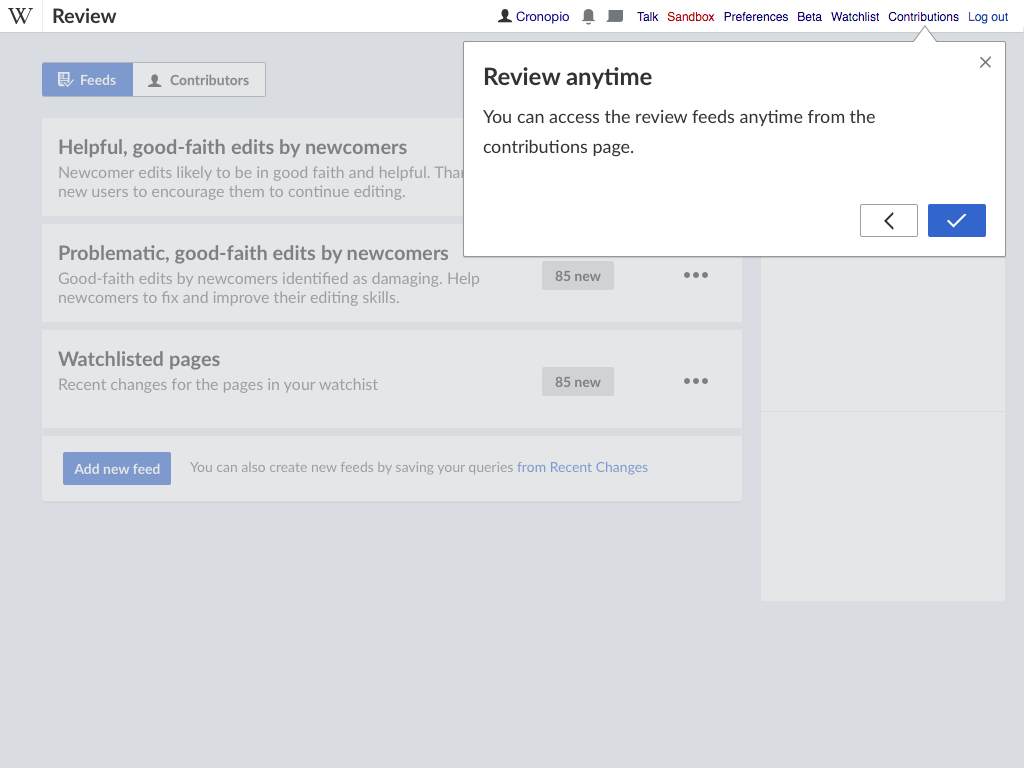 W Review
Cronopio Talk Sandbox Preferences Beta Watchlist Contributions Log out
Feeds Contributors
Review anytime
You can access the review feeds anytime from the
contributions page.
Helpful, good-faith edits by newcomers
Newcomer edits likely to be in good faith and helpful.
new users to encourage them to continue editing.
Problematic, good-faith edits by newcomers
Good-faith edits by newcomers identified as damaging. Help
newcomers to fix and improve their editing skills.
85 new
Watchlisted pages
Recent changes for the pages in your watchist
85 new
Add new feed
You can also create new feeds by saving your queries from Recent Changes